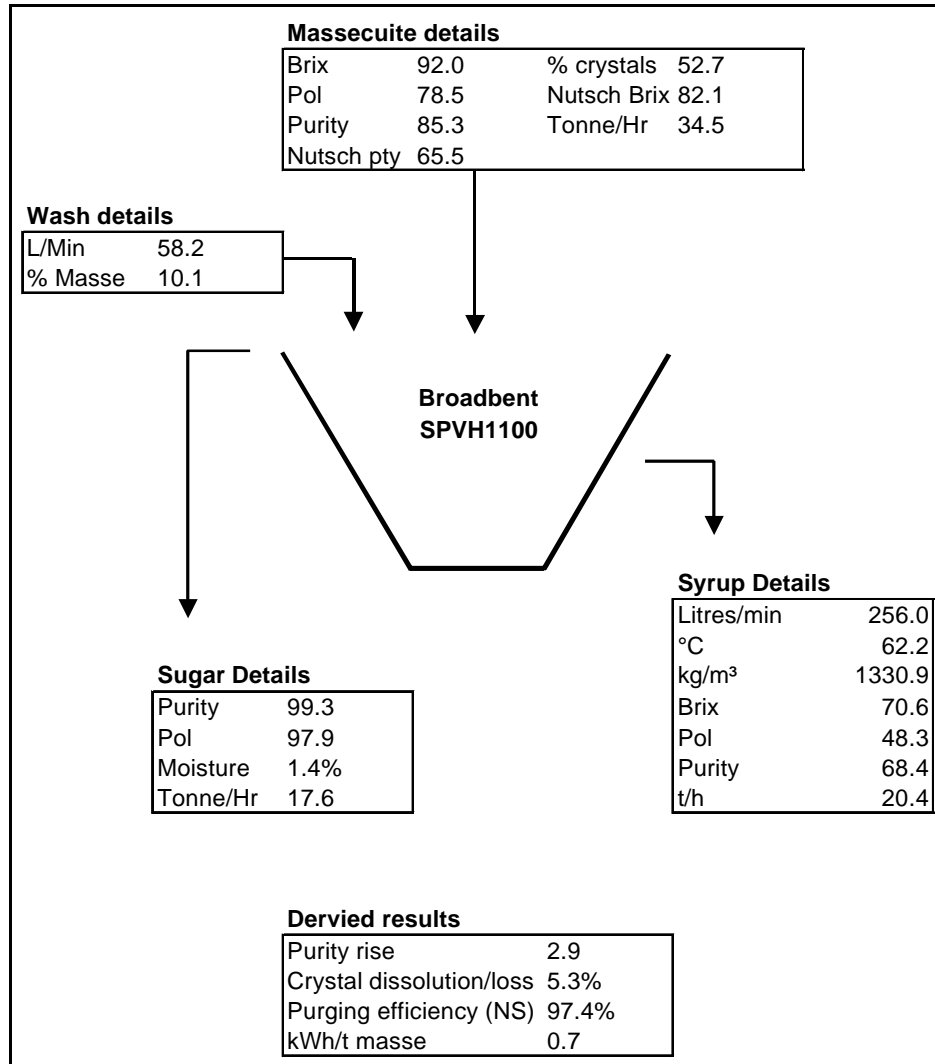 Massecuite details
Brix 92.0 % crystals 52.7
Pol 78.5 Nutsch Brix 82.1
Purity 85.3 Tonne/Hr 34.5
Nutsch pty 65.5
Wash details
L/Min 58.2
% Masse 10.1
Broadbent
SPVH1100
Syrup Details
Litres/min 256.0
°C 62.2
kg/m³ 1330.9
Brix 70.6
Pol 48.3
Purity 68.4
t/h 20.4
Sugar Details
Purity 99.3
Pol 97.9
Moisture 1.4%
Tonne/Hr 17.6
Dervied results
Purity rise 2.9
Crystal dissolution/loss 5.3%
Purging efficiency (NS) 97.4%
kWh/t masse 0.7